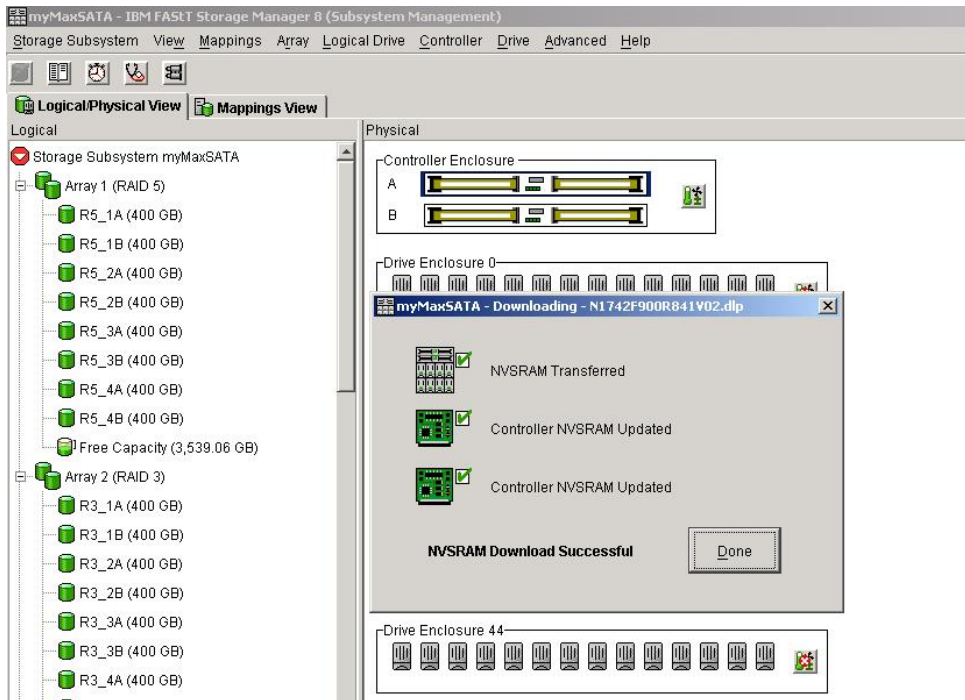 myMaxSATA - IBM FAStT Storage Manager 8 (Subsystem Management)
Storage Subsystem View Mappings Array Logical Drive Controller Drive Advanced Help
Logical/Physical View Mappings View
Logical
Storage Subsystem myMaxSATA
Array 1 (RAID 5)
R5_1A (400 GB)
R5_1B (400 GB)
R5_2A (400 GB)
R5_2B (400 GB)
R5_3A (400 GB)
R5_3B (400 GB)
R5_4A (400 GB)
R5_4B (400 GB)
Free Capacity (3,539.06 GB)
Array 2 (RAID 3)
R3_1A (400 GB)
R3_1B (400 GB)
R3_2A (400 GB)
R3_2B (400 GB)
R3_3A (400 GB)
R3_3B (400 GB)
R3_4A (400 GB)
Physical
Controller Enclosure
A
B
Drive Enclosure 0
myMaxSATA - Downloading - N1742F900R841V02.dlp
NVSRAM Transferred
Controller NVSRAM Updated
Controller NVSRAM Updated
NVSRAM Download Successful
Done
Drive Enclosure 44